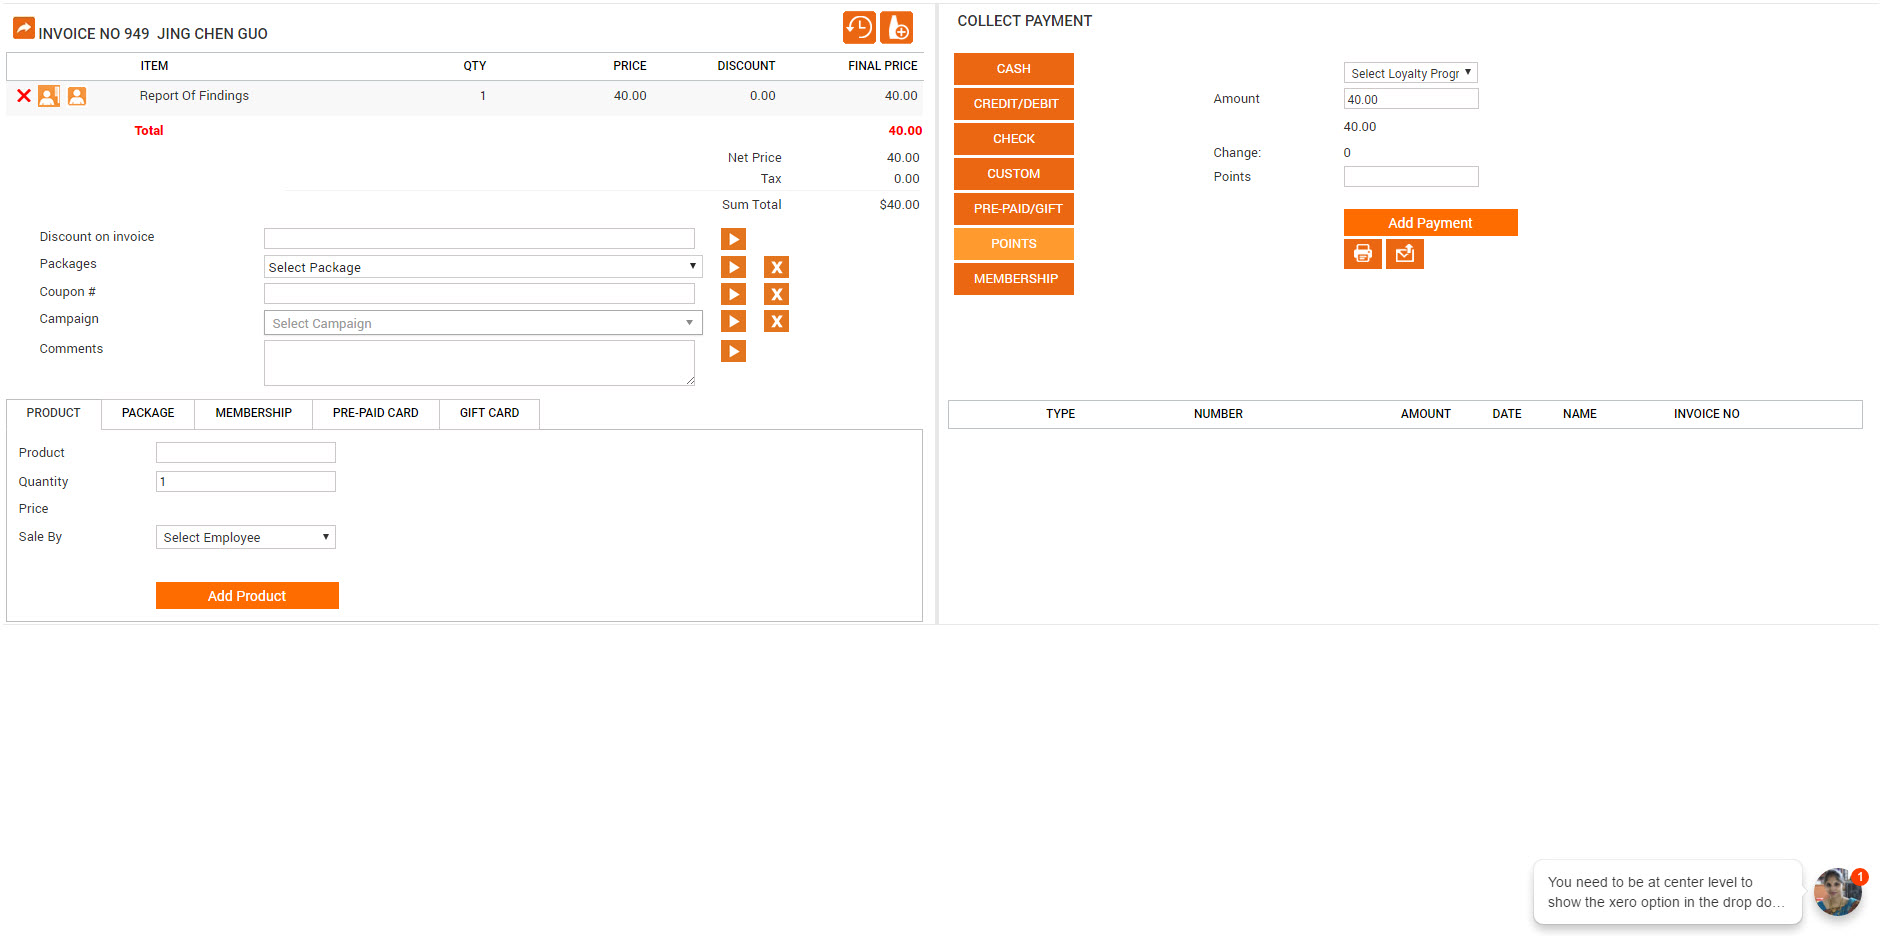 INVOICE NO 949  JING CHEN GUO
ITEM QTY PRICE DISCOUNT FINAL PRICE
Report Of Findings 1 40.00 0.00 40.00
Total 40.00
Net Price 40.00
Tax 0.00
Sum Total $40.00
Discount on invoice
Packages Select Package X
Coupon # X
Campaign Select Campaign X
Comments
PRODUCT PACKAGE MEMBERSHIP PRE-PAID CARD GIFT CARD
Product
Quantity 1
Price
Sale By Select Employee
Add Product
COLLECT PAYMENT
CASH
CREDIT/DEBIT
CHECK
CUSTOM
PRE-PAID/GIFT
POINTS
MEMBERSHIP
Select Loyalty Progr
Amount 40.00
40.00
Change: 0
Points
Add Payment
TYPE NUMBER AMOUNT DATE NAME INVOICE NO
You need to be at center level to
show the xero option in the drop do...
1